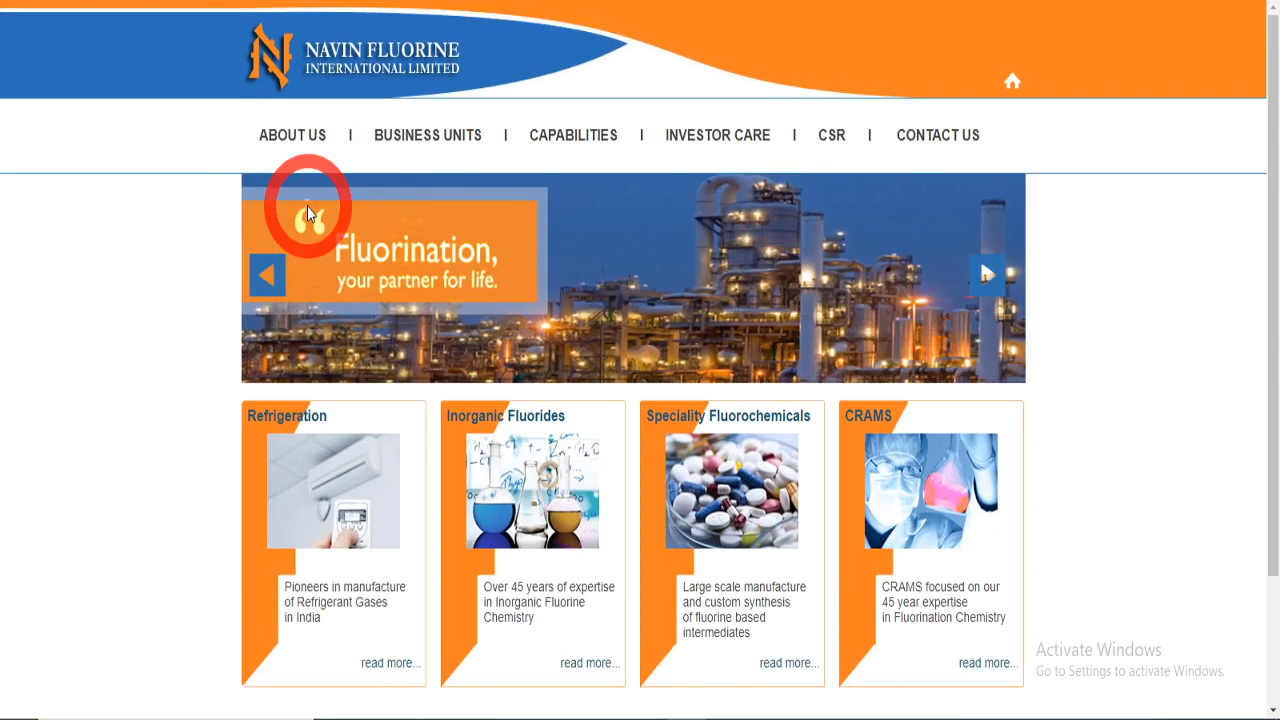 NAVIN FLUORINE
INTERNATIONAL LIMITED
ABOUT US I BUSINESS UNITS I CAPABILITIES I INVESTOR CARE I CSR I CONTACT US
“
Fluorination,
your partner for life.
Refrigeration
Pioneers in manufacture
of Refrigerant Gases
in India
read more...
Inorganic Fluorides
Over 45 years of expertise
in Inorganic Fluorine
Chemistry
read more...
Speciality Fluorochemicals
Large scale manufacture
and custom synthesis
of fluorine based
intermediates
read more...
CRAMS
CRAMS focused on our
45 year expertise
in Fluorination Chemistry
read more...
Activate Windows
Go to Settings to activate Windows.